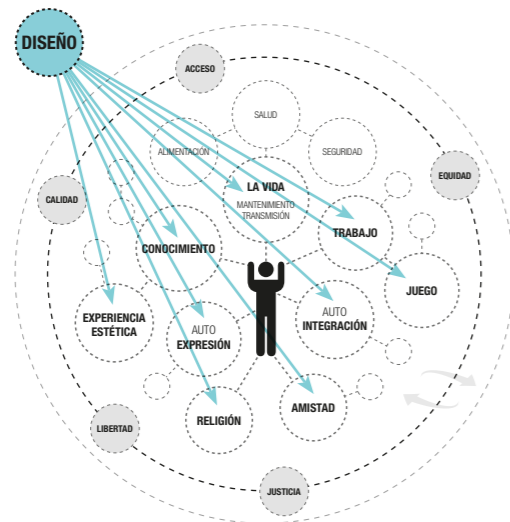 DISEÑO
ACCESO
SALUD
ALIMENTACIÓN
SEGURIDAD
EQUIDAD
LA VIDA
MANTENIMIENTO
TRANSMISIÓN
CALIDAD
TRABAJO
CONOCIMIENTO
JUEGO
EXPERIENCIA
ESTÉTICA
AUTO
EXPRESIÓN
AUTO
INTEGRACIÓN
AMISTAD
RELIGIÓN
LIBERTAD
JUSTICIA